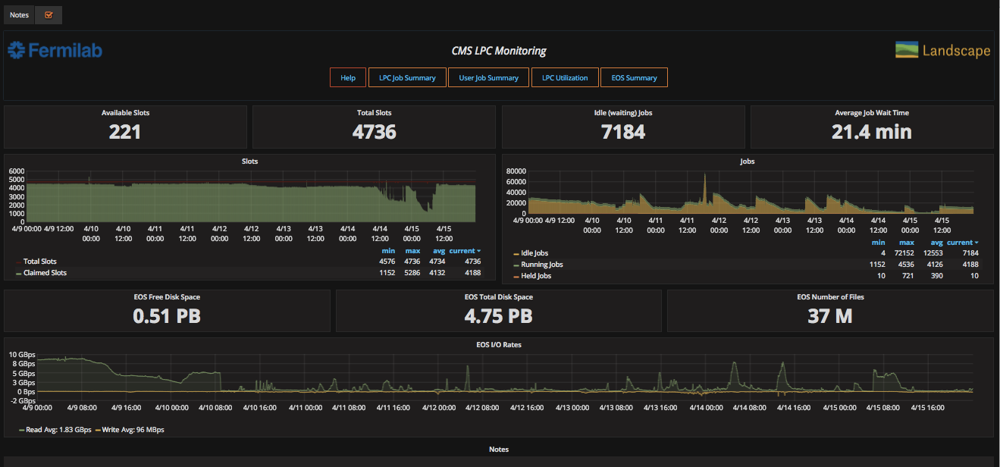 Notes
Fermilab
CMS LPC Monitoring
Landscape
Help LPC Job Summary User Job Summary LPC Utilization EOS Summary
Available Slots
221
Total Slots
4736
Idle (waiting) Jobs
7184
Average Job Wait Time
21.4 min
Slots
6000
5000
4000
3000
2000
1000
0
4/9 00:00 4/9 12:00 4/10 4/10 4/11 4/11 4/12 4/12 4/13 4/13 4/14 4/14 4/15 4/15
00:00 12:00 00:00 12:00 00:00 12:00 00:00 12:00 00:00 12:00 00:00 12:00
min max avg current
Total Slots 4576 4736 4734 4736
Claimed Slots 1152 5286 4132 4188
Jobs
80000
60000
40000
20000
0
4/9 00:00 4/9 12:00 4/10 4/10 4/11 4/11 4/12 4/12 4/13 4/13 4/14 4/14 4/15 4/15
00:00 12:00 00:00 12:00 00:00 12:00 00:00 12:00 00:00 12:00 00:00 12:00
min max avg current
Idle Jobs 4 72152 12553 7184
Running Jobs 1152 4536 4126 4188
Held Jobs 10 721 390 10
EOS Free Disk Space
0.51 PB
EOS Total Disk Space
4.75 PB
EOS Number of Files
37 M
EOS I/O Rates
10 GBps
8 GBps
5 GBps
3 GBps
0 Bps
-2 GBps
4/9 00:00 4/9 08:00 4/9 16:00 4/10 00:00 4/10 08:00 4/10 16:00 4/11 00:00 4/11 08:00 4/11 16:00 4/12 00:00 4/12 08:00 4/12 16:00 4/13 00:00 4/13 08:00 4/13 16:00 4/14 00:00 4/14 08:00 4/14 16:00 4/15 00:00 4/15 08:00 4/15 16:00
Read Avg: 1.83 GBps Write Avg: 96 MBps
Notes